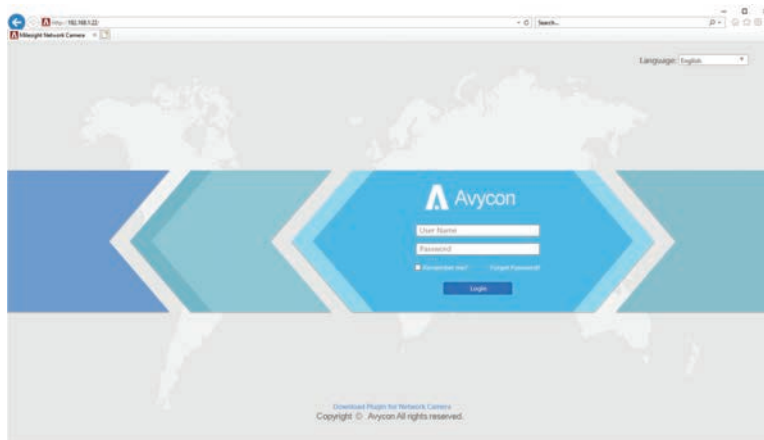 http://192.168.1.22/
Search...
Milesight Network Camera
Language: English
Avycon
User Name
Password
Remember me? Forgot Password?
Login
Download Plugin for Network Camera
Copyright © Avycon All rights reserved.